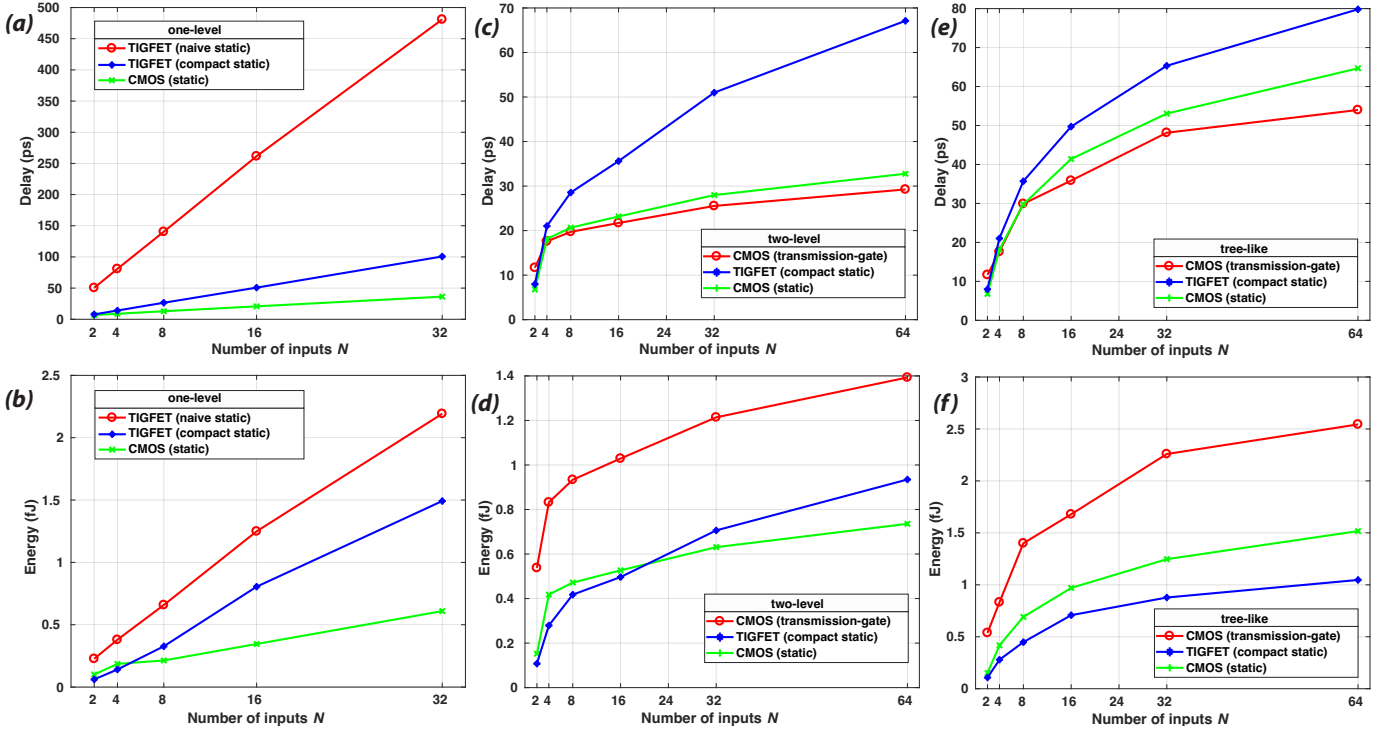 (a)
500
450
400
350
300
250
200
150
100
50
0
Delay (ps)
one-level
TIGFET (naive static)
TIGFET (compact static)
CMOS (static)
2 4 8 16 32
Number of inputs N
(c)
70
60
50
40
30
20
10
0
Delay (ps)
two-level
CMOS (transmission-gate)
TIGFET (compact static)
CMOS (static)
2 4 8 16 24 32 64
Number of inputs N
(e)
80
70
60
50
40
30
20
10
0
Delay (ps)
tree-like
CMOS (transmission-gate)
TIGFET (compact static)
CMOS (static)
2 4 8 16 24 32 64
Number of inputs N
(b)
2.5
2
1.5
1
0.5
0
Energy (fJ)
one-level
TIGFET (naive static)
TIGFET (compact static)
CMOS (static)
2 4 8 16 32
Number of inputs N
(d)
1.4
1.2
1
0.8
0.6
0.4
0.2
0
Energy (fJ)
two-level
CMOS (transmission-gate)
TIGFET (compact static)
CMOS (static)
2 4 8 16 24 32 64
Number of inputs N
(f)
3
2.5
2
1.5
1
0.5
0
Energy (fJ)
tree-like
CMOS (transmission-gate)
TIGFET (compact static)
CMOS (static)
2 4 8 16 24 32 64
Number of inputs N